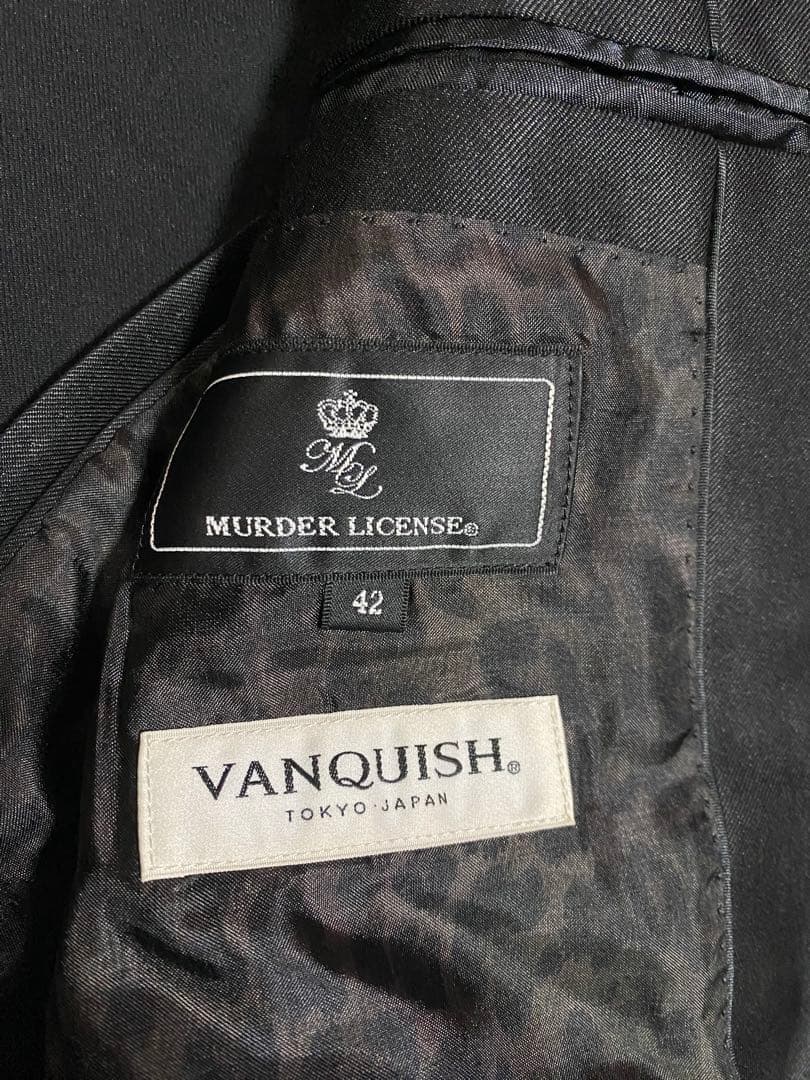 ML
MURDER LICENSE®
42
VANQUISH®
TOKYO・JAPAN